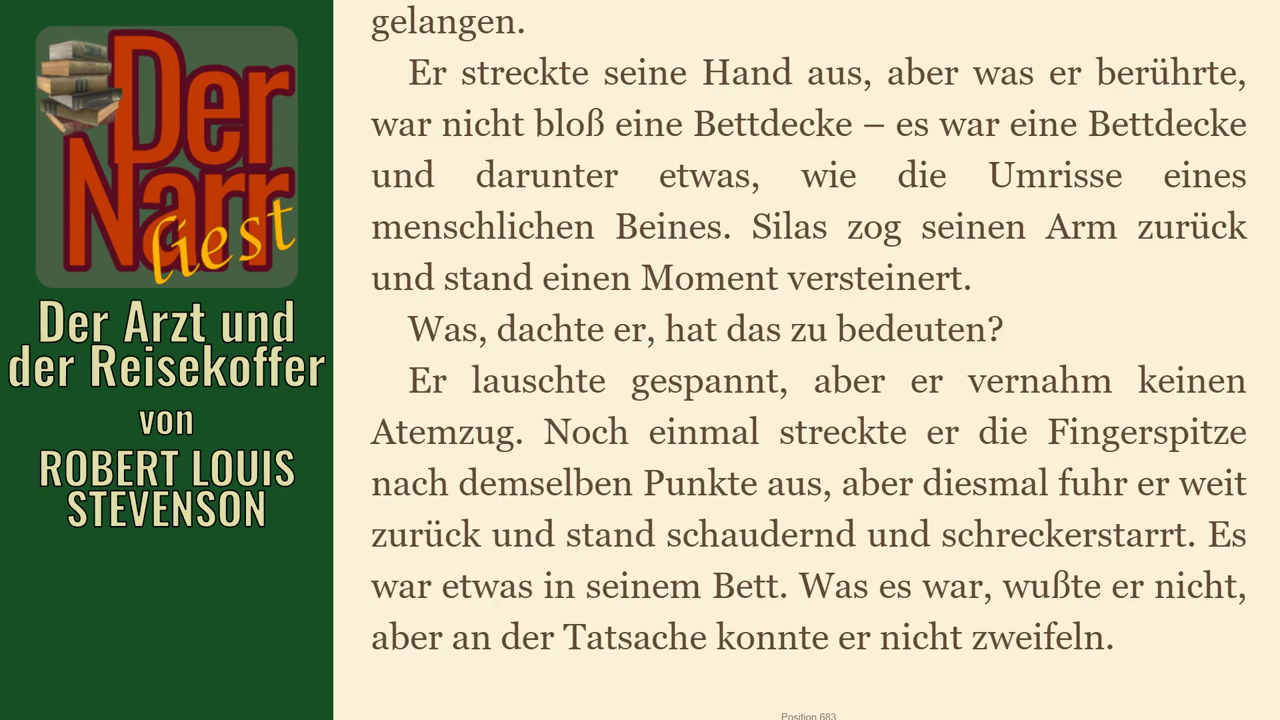 Der
Narr
liest
Der Arzt und
der Reisekoffer
von
ROBERT LOUIS
STEVENSON
gelangen.
Er streckte seine Hand aus, aber was er berührte,
war nicht bloß eine Bettdecke – es war eine Bettdecke
und darunter etwas, wie die Umrisse eines
menschlichen Beines. Silas zog seinen Arm zurück
und stand einen Moment versteinert.
Was, dachte er, hat das zu bedeuten?
Er lauschte gespannt, aber er vernahm keinen
Atemzug. Noch einmal streckte er die Fingerspitze
nach demselben Punkte aus, aber diesmal fuhr er weit
zurück und stand schaudernd und schreckerstarrt. Es
war etwas in seinem Bett. Was es war, wußte er nicht,
aber an der Tatsache konnte er nicht zweifeln.
Position 683